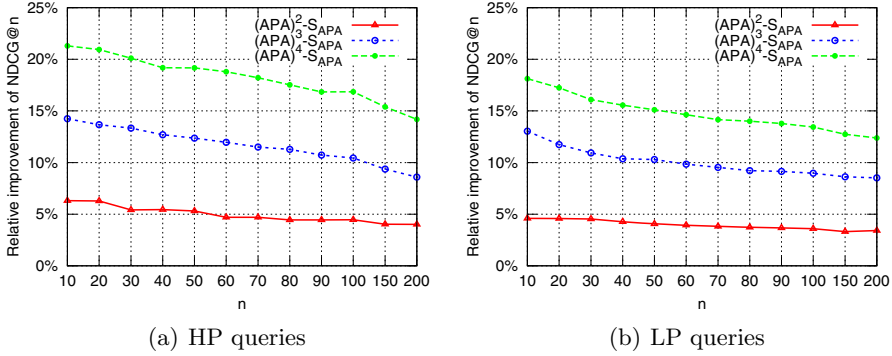 Relative improvement of NDCG@n
25%
20%
15%
10%
5%
0%
(APA)²-S_APA
(APA)³-S_APA
(APA)⁴-S_APA
10 20 30 40 50 60 70 80 90 100 150 200
n
(a) HP queries
Relative improvement of NDCG@n
25%
20%
15%
10%
5%
0%
(APA)²-S_APA
(APA)³-S_APA
(APA)⁴-S_APA
10 20 30 40 50 60 70 80 90 100 150 200
n
(b) LP queries